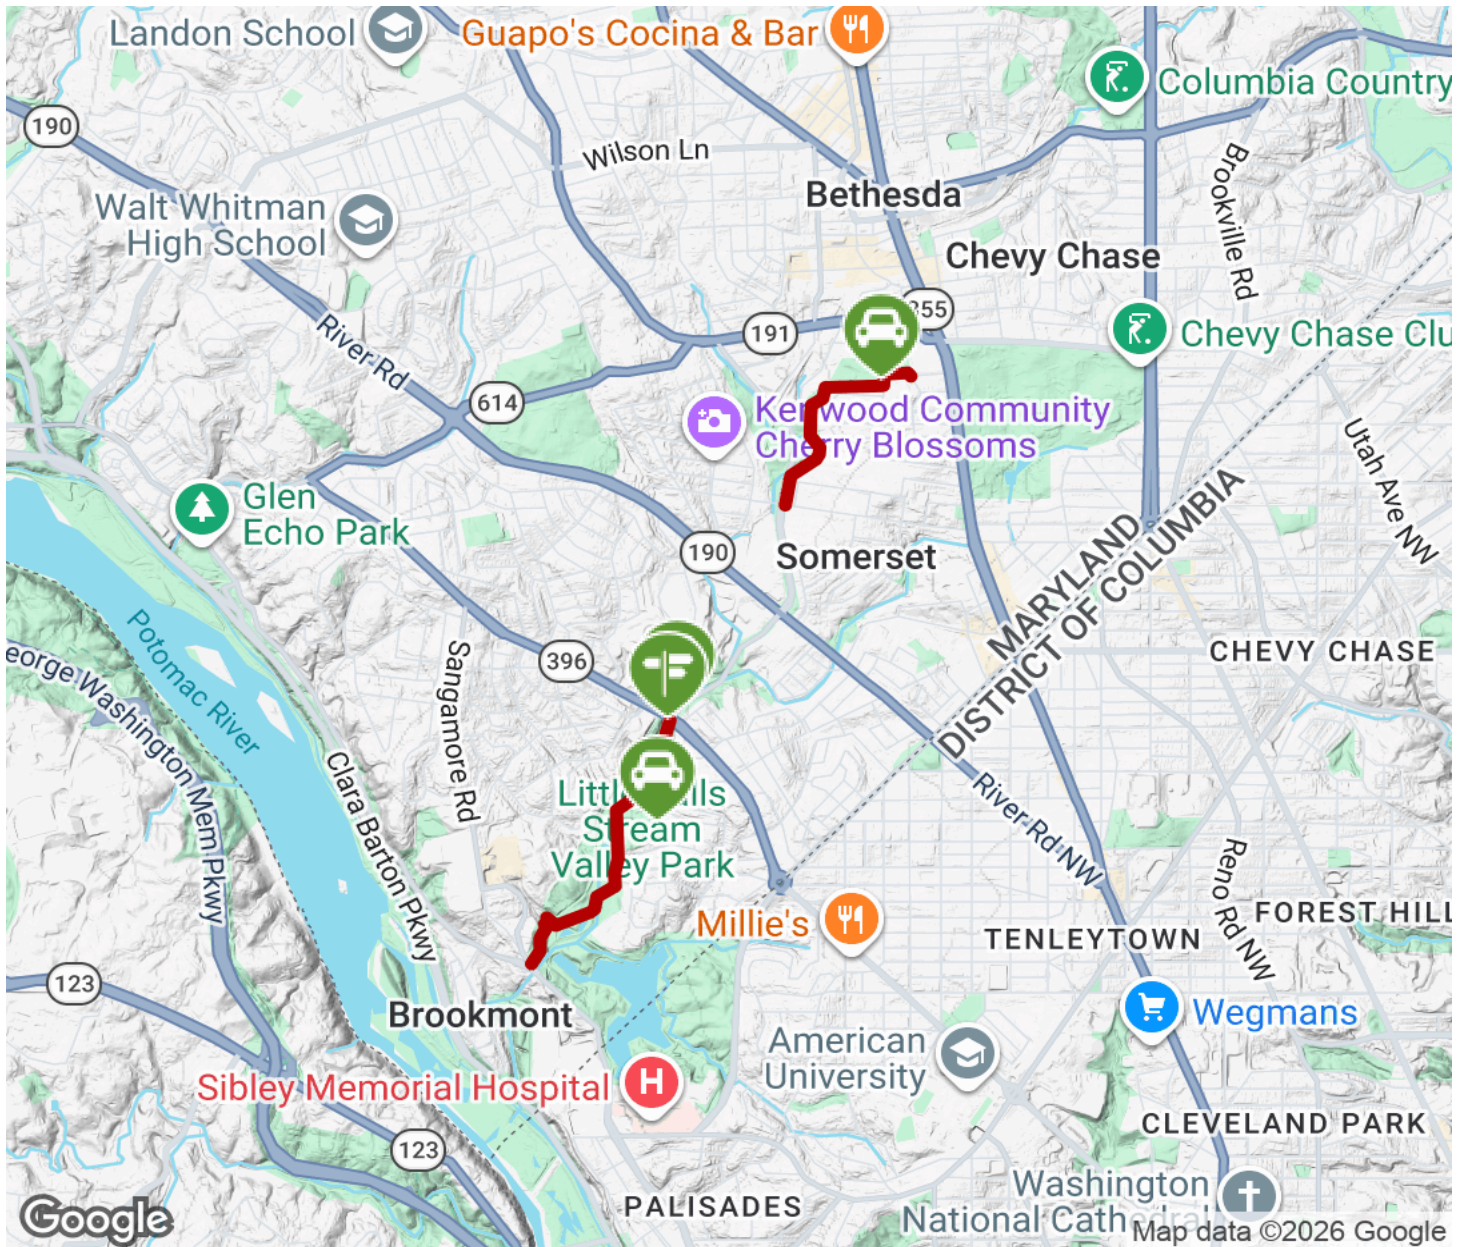 Landon School
Guapo's Cocina & Bar
Columbia Country
190
Wilson Ln
Brookville Rd
Walt Whitman
High School
Bethesda
Chevy Chase
355
191
Chevy Chase Clu
River Rd
614
Kenwood Community
Cherry Blossoms
Utah Ave NW
Glen
Echo Park
190
Somerset
MARYLAND
DISTRICT OF COLUMBIA
CHEVY CHASE
396
Sangamore Rd
Potomac River
eorge Washington Mem Pkwy
Clara Barton Pkwy
Little Falls
Stream
Valley Park
River Rd NW
Reno Rd NW
Millie's
FOREST HILL
TENLEYTOWN
123
Brookmont
Wegmans
American
University
Sibley Memorial Hospital
H
CLEVELAND PARK
123
Washington
National Cathedral
PALISADES
Google
Map data ©2026 Google